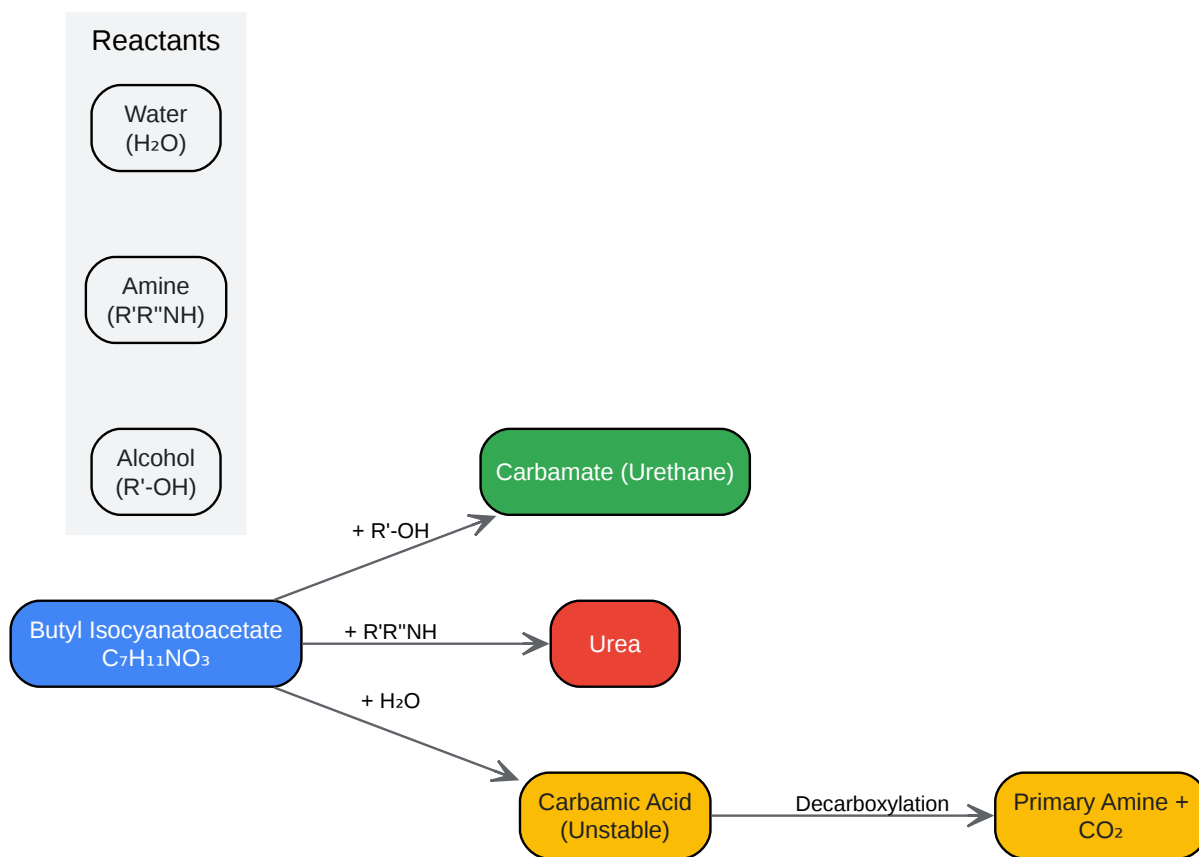 Reactants
Water
(H₂O)
Amine
(R'R"NH)
Alcohol
(R'-OH)
Carbamate (Urethane)
+ R'-OH
Butyl Isocyanatoacetate
C₇H₁₁NO₃
+ R'R"NH
Urea
+ H₂O
Carbamic Acid
(Unstable)
Decarboxylation
Primary Amine +
CO₂